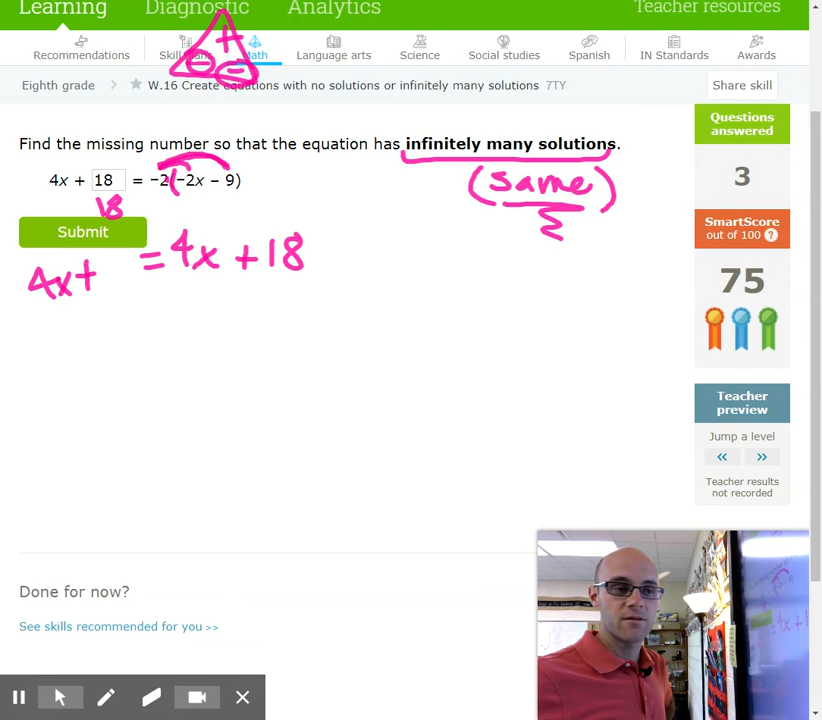 Learning Diagnostic Analytics Teacher resources
Recommendations Skill plans Math Language arts Science Social studies Spanish IN Standards Awards
Eighth grade > W.16 Create equations with no solutions or infinitely many solutions 7TY Share skill
Find the missing number so that the equation has infinitely many solutions.
4x + 18 = −2(−2x − 9)
18
(same)
Submit
4x+ = 4x + 18
Questions answered
3
SmartScore
out of 100 ?
75
Teacher preview
Jump a level
<< >>
Teacher results not recorded
Done for now?
See skills recommended for you >>